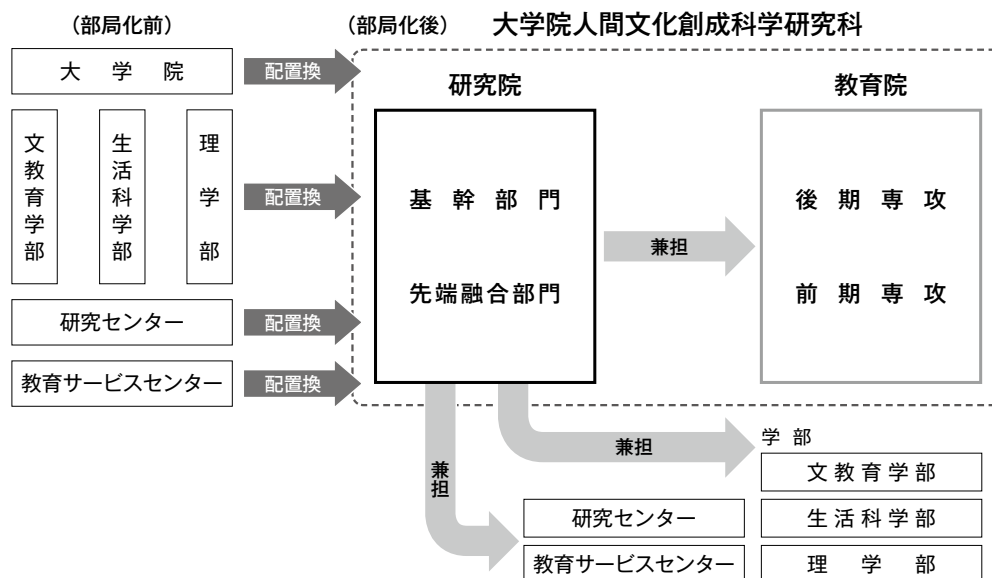 （部局化前）
（部局化後）
大学院人間文化創成科学研究科
大学院
配置換
研究院
教育院
文教育学部
生活科学部
理学部
配置換
基幹部門
先端融合部門
兼担
後期専攻
前期専攻
研究センター
配置換
教育サービスセンター
配置換
兼担
兼担
学部
文教育学部
研究センター
生活科学部
教育サービスセンター
理学部